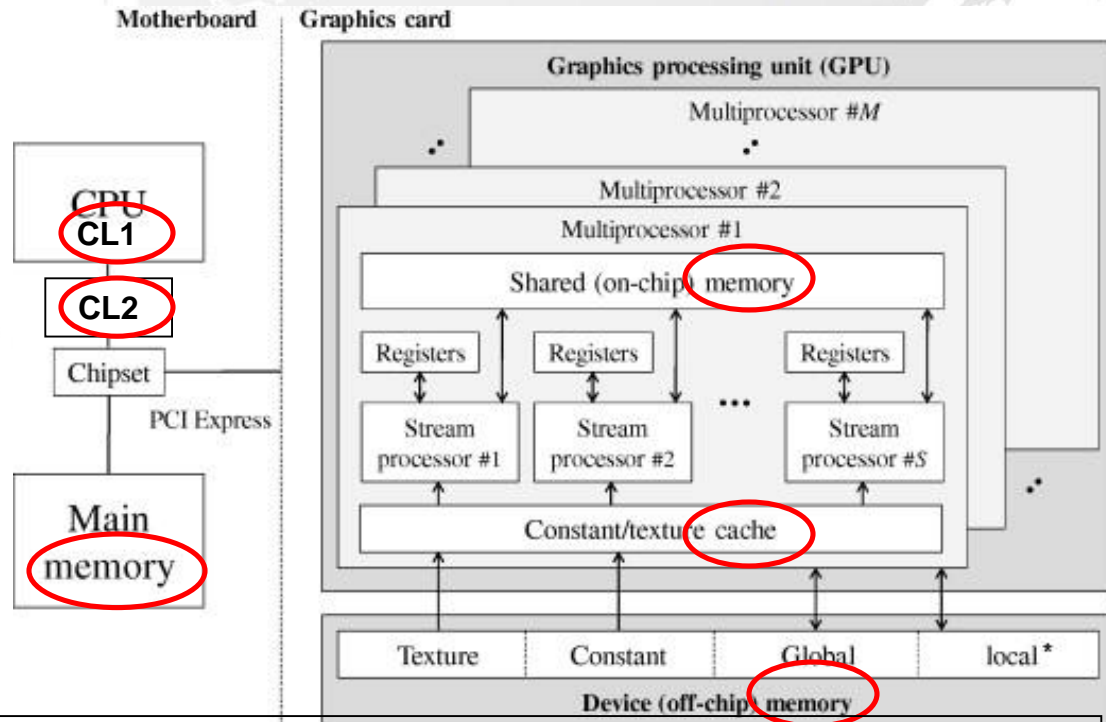 Motherboard
Graphics card
CPU
CL1
CL2
Chipset
PCI Express
Main
memory
Graphics processing unit (GPU)
Multiprocessor #M
Multiprocessor #2
Multiprocessor #1
Shared (on-chip) memory
Registers
Registers
Registers
Stream
processor #1
Stream
processor #2
Stream
processor #S
Constant/texture cache
Texture
Constant
Global
local*
Device (off-chip) memory